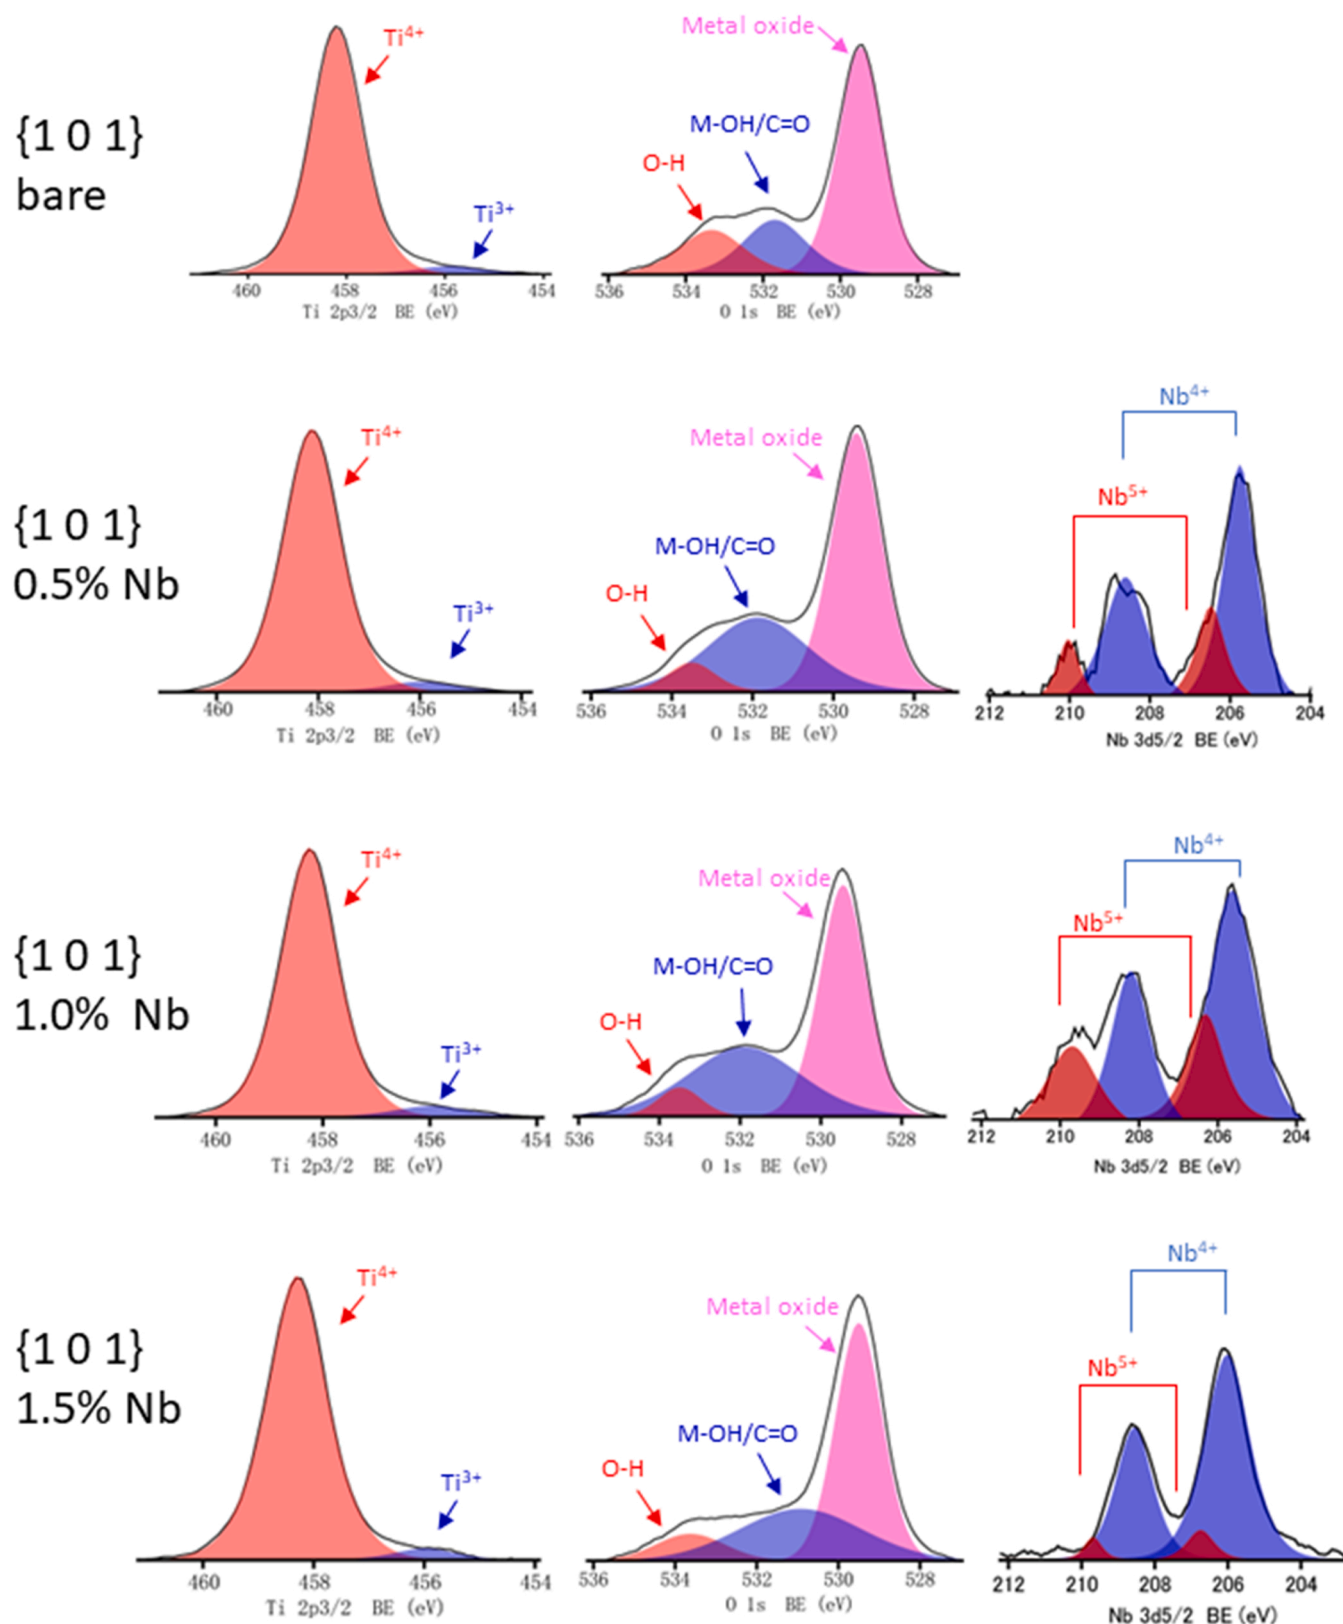 {1 0 1}
bare
Ti⁴⁺
Ti³⁺
460 458 456 454
Ti 2p3/2 BE (eV)
Metal oxide
M-OH/C=O
O-H
536 534 532 530 528
O 1s BE (eV)
{1 0 1}
0.5% Nb
Ti⁴⁺
Ti³⁺
460 458 456 454
Ti 2p3/2 BE (eV)
Metal oxide
M-OH/C=O
O-H
536 534 532 530 528
O 1s BE (eV)
Nb⁴⁺
Nb⁵⁺
212 210 208 206 204
Nb 3d5/2 BE (eV)
{1 0 1}
1.0% Nb
Ti⁴⁺
Ti³⁺
460 458 456 454
Ti 2p3/2 BE (eV)
Metal oxide
M-OH/C=O
O-H
536 534 532 530 528
O 1s BE (eV)
Nb⁴⁺
Nb⁵⁺
212 210 208 206 204
Nb 3d5/2 BE (eV)
{1 0 1}
1.5% Nb
Ti⁴⁺
Ti³⁺
460 458 456 454
Ti 2p3/2 BE (eV)
Metal oxide
M-OH/C=O
O-H
536 534 532 530 528
O 1s BE (eV)
Nb⁴⁺
Nb⁵⁺
212 210 208 206 204
Nb 3d5/2 BE (eV)